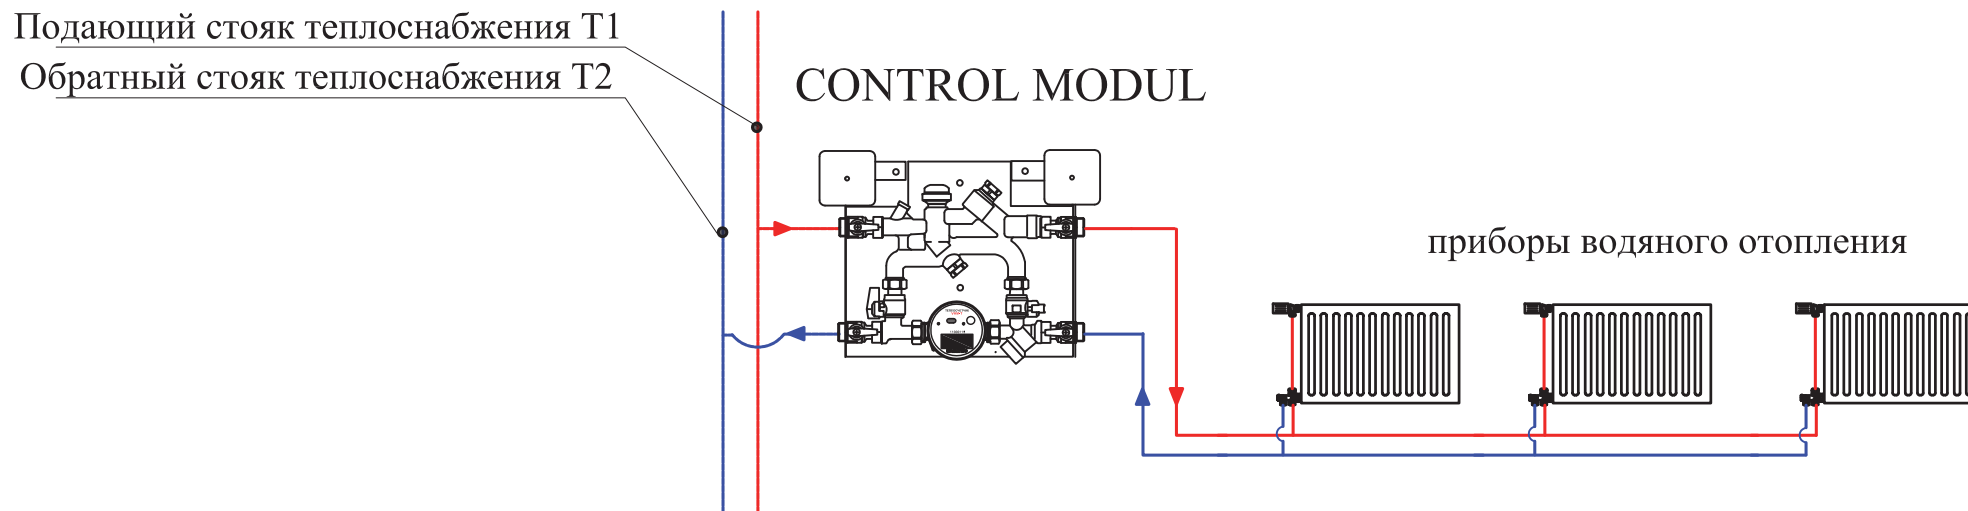 Подающий стояк теплоснабжения Т1
Обратный стояк теплоснабжения Т2
CONTROL MODUL
приборы водяного отопления